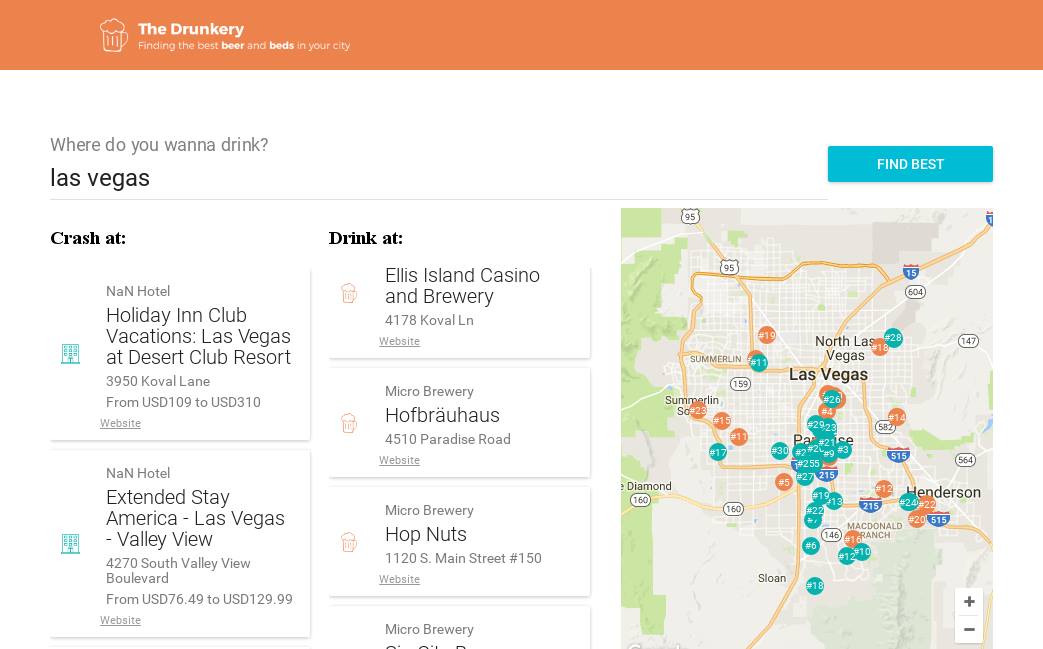 The Drunkery
Finding the best beer and beds in your city
Where do you wanna drink?
las vegas
FIND BEST
Crash at:
NaN Hotel
Holiday Inn Club
Vacations: Las Vegas
at Desert Club Resort
3950 Koval Lane
From USD109 to USD310
Website
NaN Hotel
Extended Stay
America - Las Vegas
- Valley View
4270 South Valley View
Boulevard
From USD76.49 to USD129.99
Website
Drink at:
Ellis Island Casino
and Brewery
4178 Koval Ln
Website
Micro Brewery
Hofbräuhaus
4510 Paradise Road
Website
Micro Brewery
Hop Nuts
1120 S. Main Street #150
Website
Micro Brewery
95
95
15
604
#19
North Las
Vegas
#28
#18
147
SUMMERLIN
#11
159
Las Vegas
Summerlin
#26
#23
#4
#15
#14
#29
#23
582
#11
#21
#17
#30
#9
#3
515
564
#27
215
#5
e Diamond
160
160
#19
#13
#12
Henderson
#24
#22
215
#22
#20
515
146
MACDONALD
RANCH
#6
#16
#12
#10
Sloan
#18
+
−